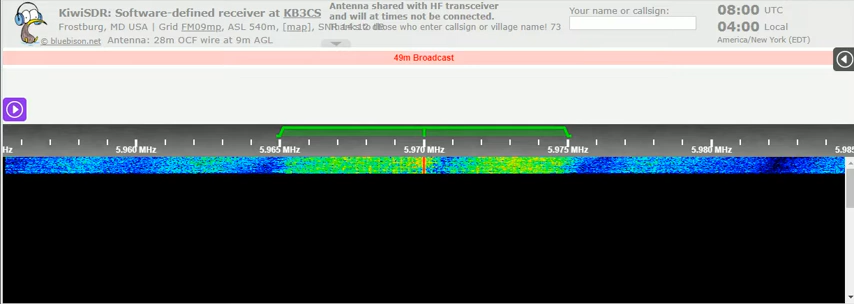 KiwiSDR: Software-defined receiver at KB3CS
Frostburg, MD USA | Grid FM09mp, ASL 540m, [map], SNR
© bluebison.net Antenna: 28m OCF wire at 9m AGL
Antenna shared with HF transceiver
and will at times not be connected.
those who enter callsign or village name! 73
Your name or callsign:
08:00 UTC
04:00 Local
America/New York (EDT)
49m Broadcast
Hz 5.960 MHz 5.965 MHz 5.970 MHz 5.975 MHz 5.980 MHz 5.985